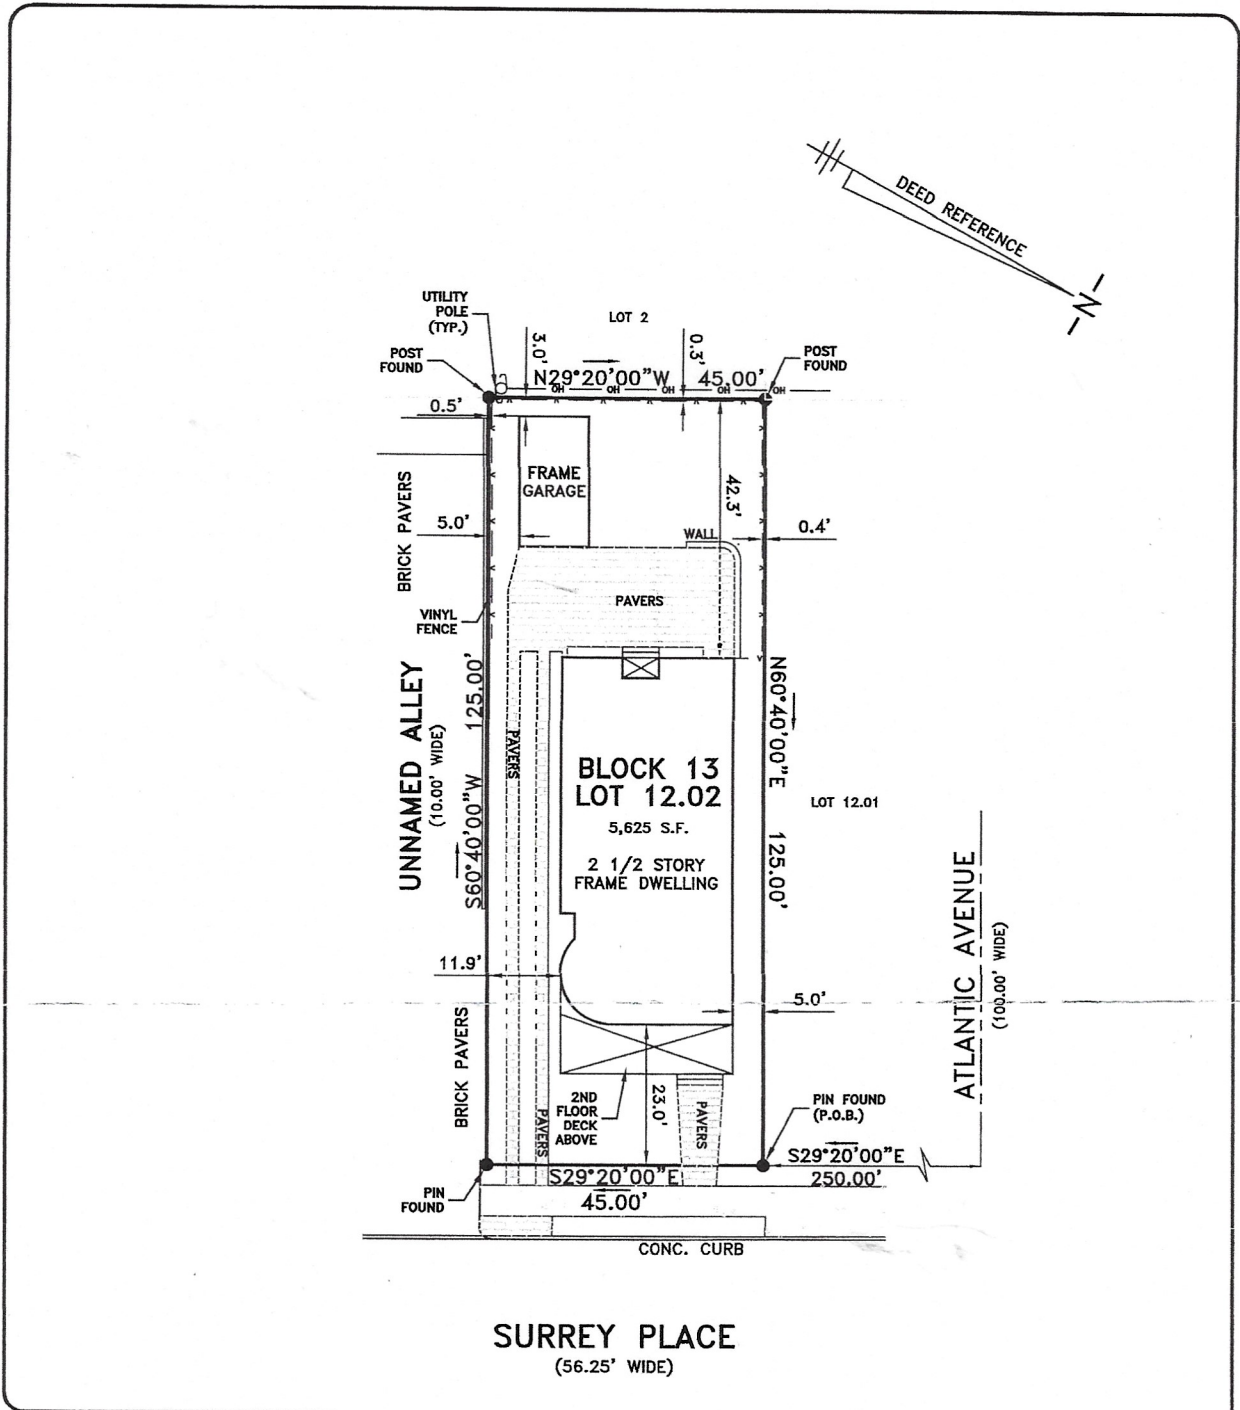 DEED REFERENCE
N
UTILITY
POLE
(TYP.)
LOT 2
POST
FOUND
3.0'
0.3'
POST
FOUND
N29°20'00"W 45.00'
OH OH OH OH OH
0.5'
FRAME
GARAGE
42.3'
BRICK PAVERS
5.0'
WALL
0.4'
PAVERS
VINYL
FENCE
UNNAMED ALLEY
(10.00' WIDE)
S60°40'00"W 125.00'
PAVERS
BLOCK 13
LOT 12.02
5,625 S.F.
2 1/2 STORY
FRAME DWELLING
N60°40'00"E 125.00'
LOT 12.01
ATLANTIC AVENUE
(100.00' WIDE)
11.9'
5.0'
BRICK PAVERS
2ND
FLOOR
DECK
ABOVE
23.0'
PAVERS
PAVERS
PIN FOUND
(P.O.B.)
S29°20'00"E
250.00'
PIN
FOUND
S29°20'00"E
45.00'
CONC. CURB
SURREY PLACE
(56.25' WIDE)